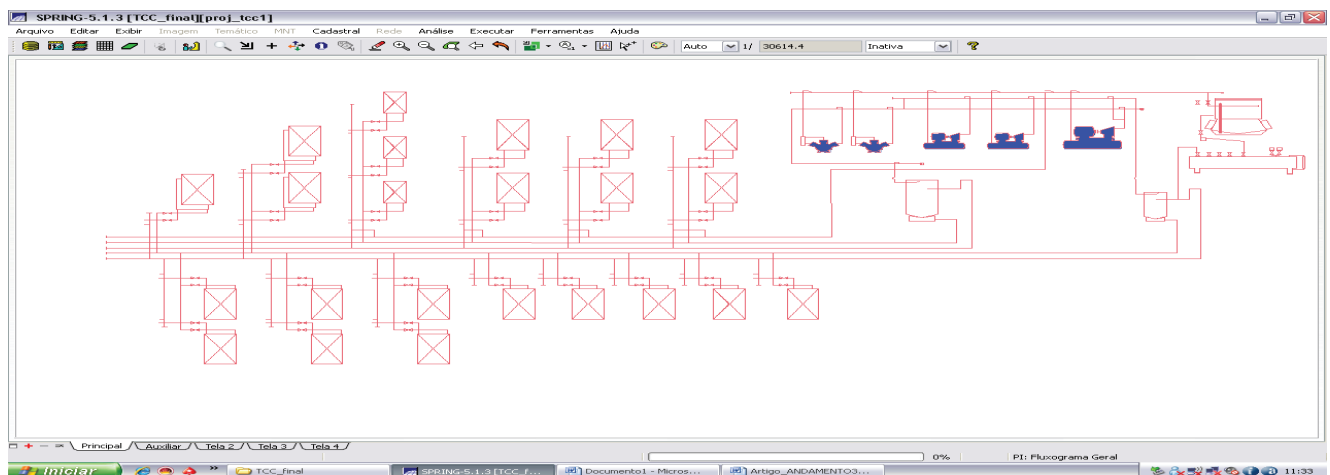 SPRING-5.1.3 [TCC_final][proj_tcc1]
Arquivo Editar Exibir Imagem Temático MNT Cadastral Rede Análise Executar Ferramentas Ajuda
Auto 1/ 30614.4 Inativa
Principal Auxiliar Tela 2 Tela 3 Tela 4
0% PI: Fluxograma Geral
Iniciar » TCC_final SPRING-5.1.3 [TCC_f... Documento1 - Micros... Artigo_ANDAMENTO3... 11:33